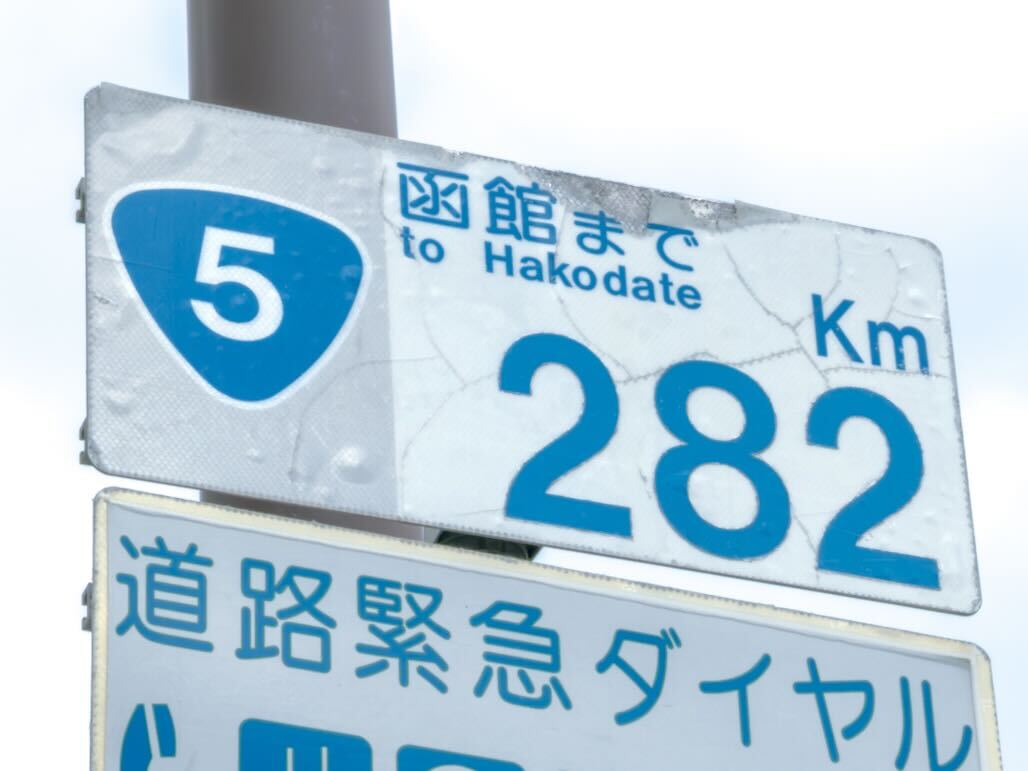 5
函館まで
to Hakodate
Km
282
道路緊急ダイヤル